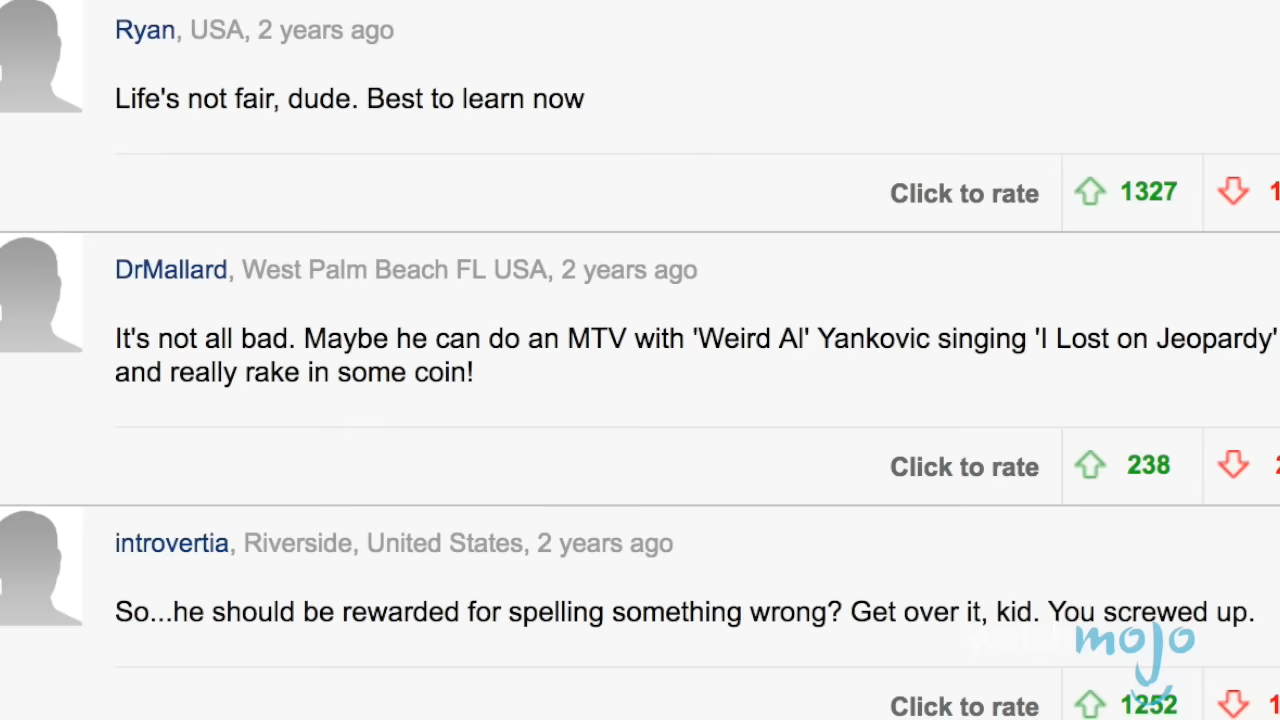 Ryan, USA, 2 years ago
Life's not fair, dude. Best to learn now
Click to rate 1327
DrMallard, West Palm Beach FL USA, 2 years ago
It's not all bad. Maybe he can do an MTV with 'Weird Al' Yankovic singing 'I Lost on Jeopardy'
and really rake in some coin!
Click to rate 238
introvertia, Riverside, United States, 2 years ago
So...he should be rewarded for spelling something wrong? Get over it, kid. You screwed up.
mojo
Click to rate 1252